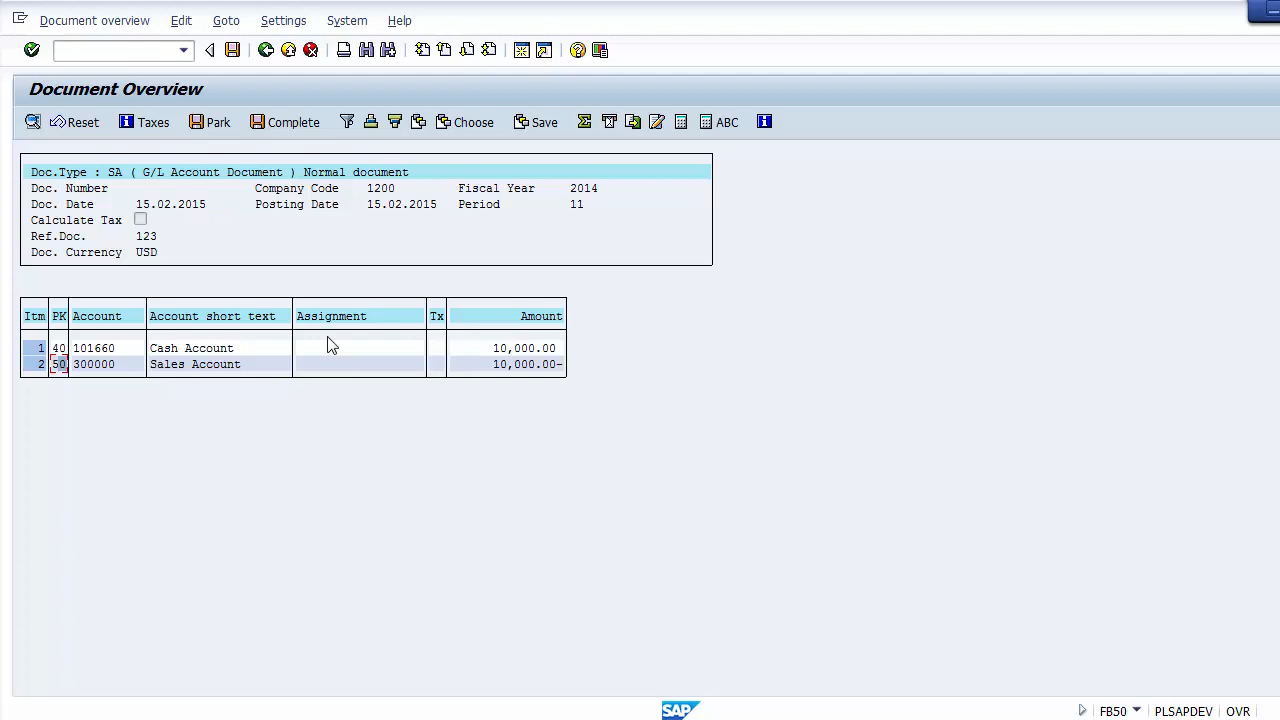 Document overview Edit Goto Settings System Help
Document Overview
Reset Taxes Park Complete Choose Save ABC
Doc.Type : SA ( G/L Account Document ) Normal document
Doc. Number Company Code 1200 Fiscal Year 2014
Doc. Date 15.02.2015 Posting Date 15.02.2015 Period 11
Calculate Tax
Ref.Doc. 123
Doc. Currency USD
Itm PK Account Account short text Assignment Tx Amount
1 40 101660 Cash Account 10,000.00
2 50 300000 Sales Account 10,000.00-
SAP FB50 PLSAPDEV OVR